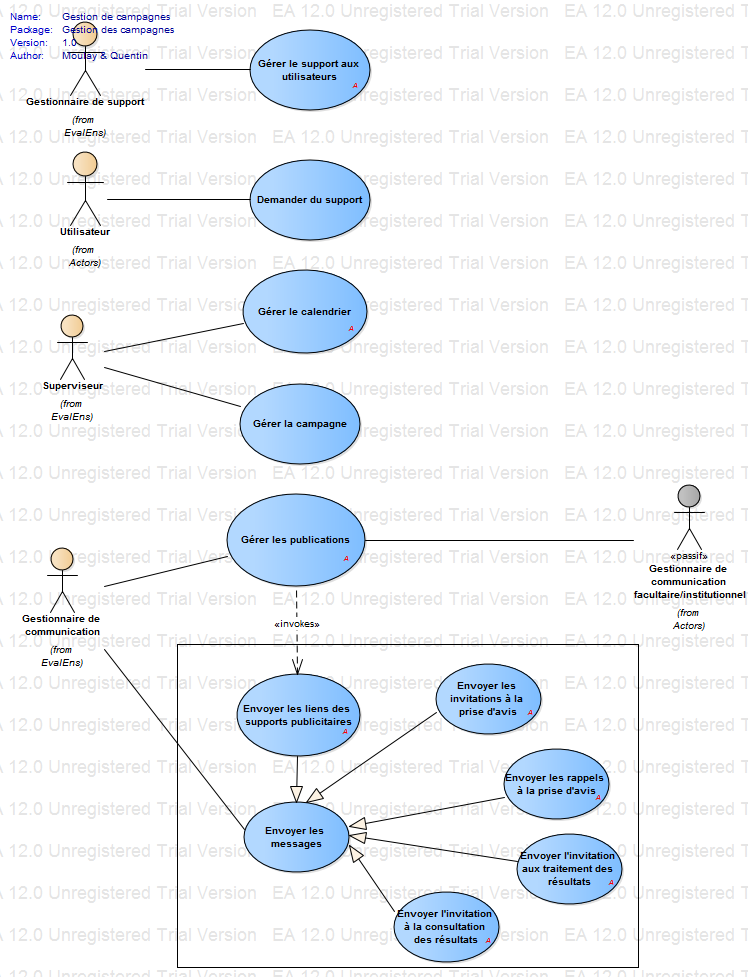 Name: Gestion de campagnes
Package: Gestion des campagnes
Version: 1.0
Author: Moulay & Quentin
Gestionnaire de support
(from
EvalEns)
Gérer le support aux
utilisateurs
A
Utilisateur
(from
Actors)
Demander du support
Superviseur
(from
EvalEns)
Gérer le calendrier
A
Gérer la campagne
Gestionnaire de
communication
(from
EvalEns)
Gérer les publications
A
«passif»
Gestionnaire de
communication
facultaire/institutionnel
(from
Actors)
«invokes»
Envoyer les liens des
supports publicitaires
A
Envoyer les
invitations à la
prise d'avis
A
Envoyer les rappels
à la prise d'avis
A
Envoyer les
messages
Envoyer l'invitation
aux traitement des
résultats
A
Envoyer l'invitation
à la consultation
des résultats
A
EA 12.0 Unregistered Trial Version